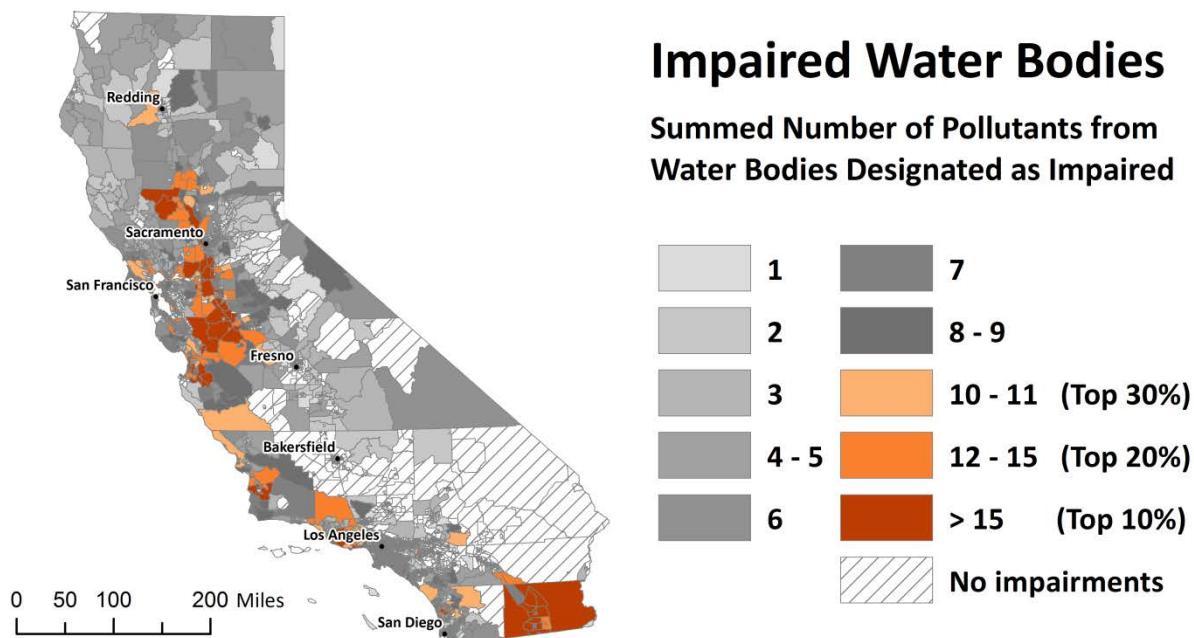 Impaired Water Bodies
Summed Number of Pollutants from
Water Bodies Designated as Impaired
1
2
3
4 - 5
6
7
8 - 9
10 - 11 (Top 30%)
12 - 15 (Top 20%)
> 15 (Top 10%)
No impairments
Redding
Sacramento
San Francisco
Fresno
Bakersfield
Los Angeles
San Diego
0 50 100 200 Miles